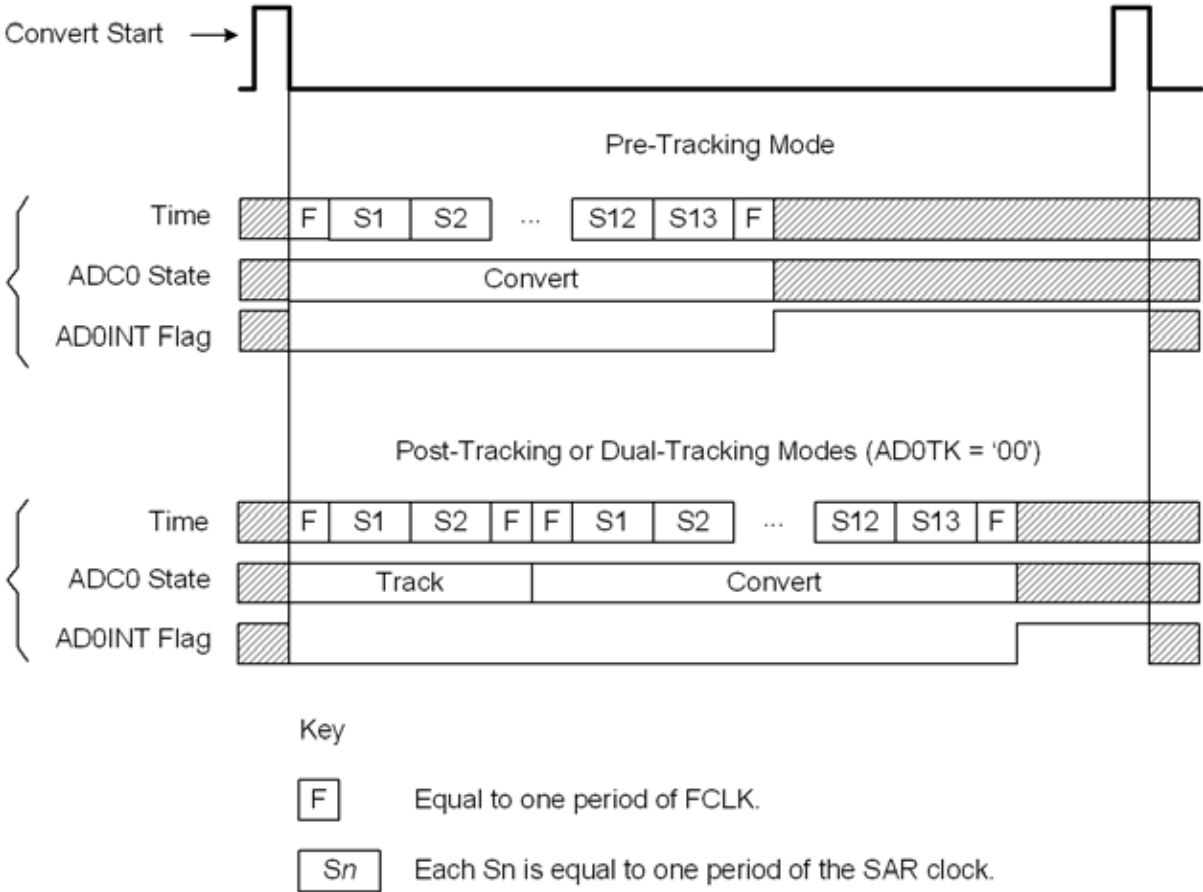 Convert Start
Pre-Tracking Mode
Time F S1 S2 ... S12 S13 F
ADC0 State Convert
AD0INT Flag
Post-Tracking or Dual-Tracking Modes (AD0TK = ‘00’)
Time F S1 S2 F F S1 S2 ... S12 S13 F
ADC0 State Track Convert
AD0INT Flag
Key
F Equal to one period of FCLK.
Sn Each Sn is equal to one period of the SAR clock.